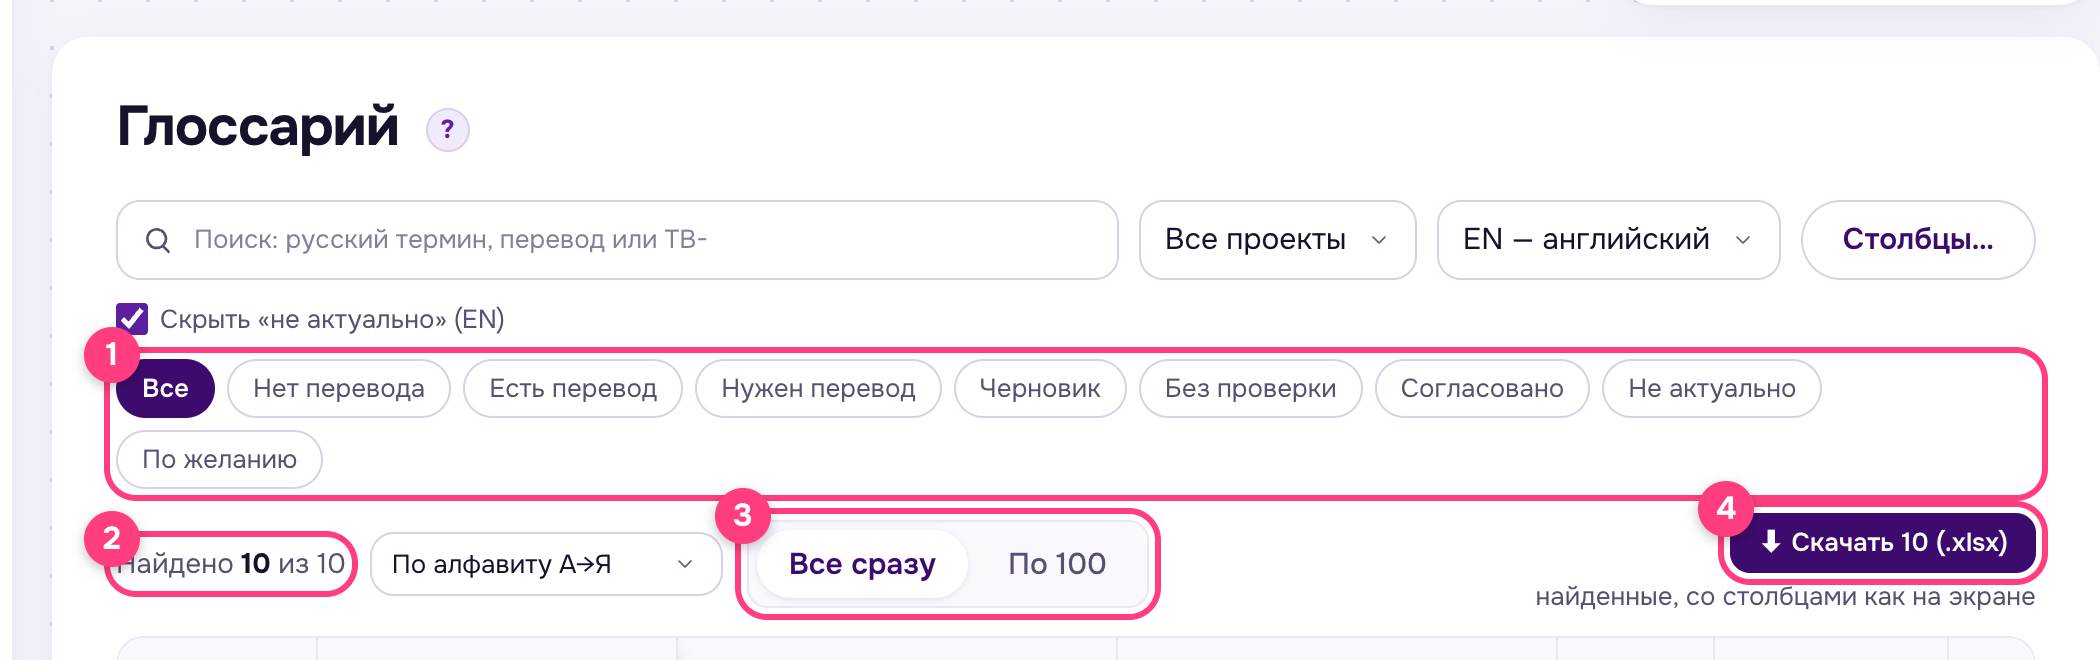 Глоссарий ?
Поиск: русский термин, перевод или ТВ-
Все проекты
EN – английский
Столбцы...
Скрыть «не актуально» (EN)
1
Все
Нет перевода
Есть перевод
Нужен перевод
Черновик
Без проверки
Согласовано
Не актуально
По желанию
2
Найдено 10 из 10
По алфавиту А→Я
3
Все сразу
По 100
4
⬇ Скачать 10 (.xlsx)
найденные, со столбцами как на экране